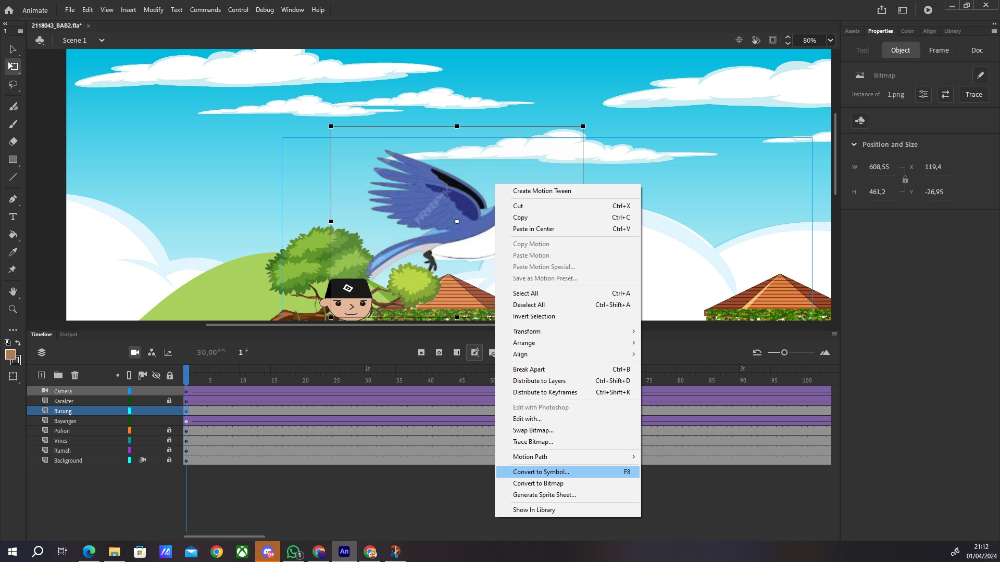 Animate File Edit View Insert Modify Text Commands Control Debug Window Help
2118043_BAB2.fla*
Scene 1
80%
Assets Properties Color Align Library
Tool Object Frame Doc
Bitmap
Instance of: 1.png Trace
Position and Size
W 608,55 X 119,4
H 461,2 Y -26,95
FREEPIK
Create Motion Tween
Cut Ctrl+X
Copy Ctrl+C
Paste in Center Ctrl+V
Copy Motion
Paste Motion
Paste Motion Special...
Save as Motion Preset...
Select All Ctrl+A
Deselect All Ctrl+Shift+A
Invert Selection
Transform
Arrange
Align
Break Apart Ctrl+B
Distribute to Layers Ctrl+Shift+D
Distribute to Keyframes Ctrl+Shift+K
Edit with Photoshop
Edit with...
Swap Bitmap...
Trace Bitmap...
Motion Path
Convert to Symbol... F8
Convert to Bitmap
Generate Sprite Sheet...
Show In Library
Timeline Output
30,00 FPS 1 F
1s 3s
5 10 15 20 25 30 35 40 45 75 80 85 90 95 100
Camera
Karakter
Burung
Bayangan
Pohon
Vines
Rumah
Background
9+ 1 An
21:12
01/04/2024